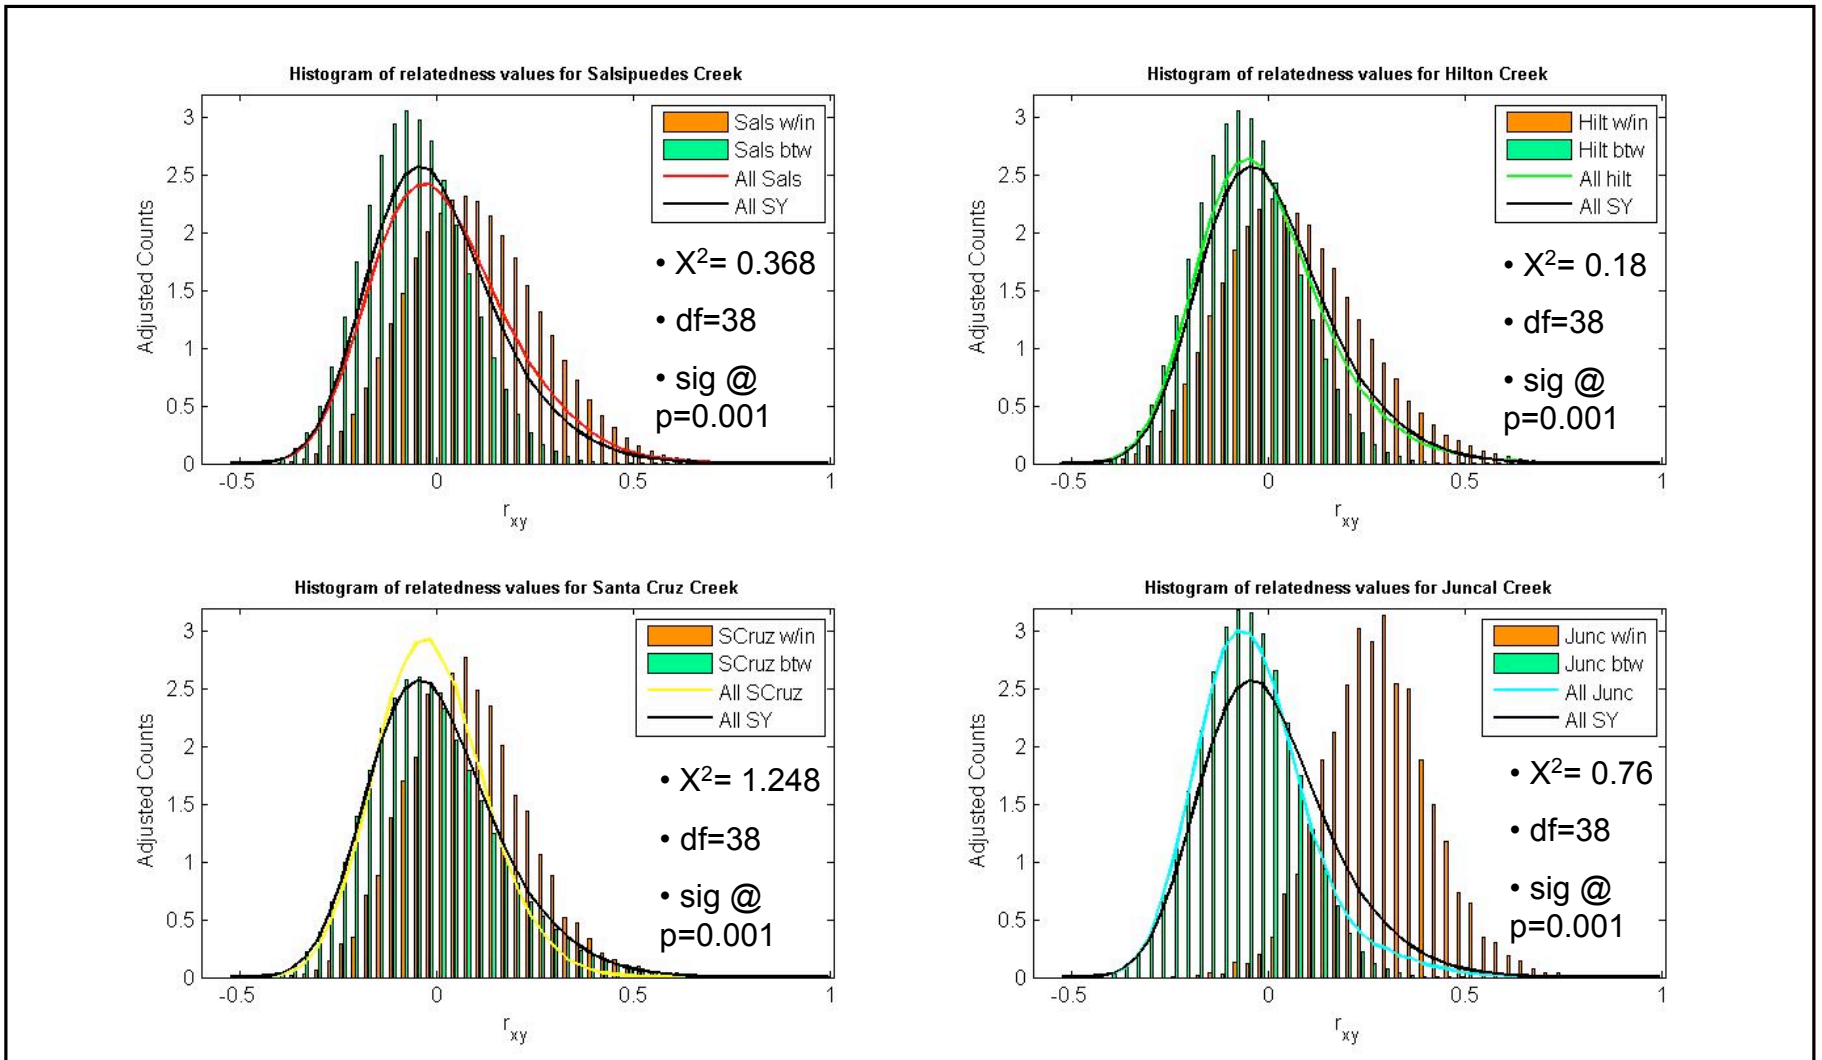 Histogram of relatedness values for Salsipuedes Creek
Adjusted Counts
3
2.5
2
1.5
1
0.5
0
-0.5 0 0.5 1
rxy
Sals w/in
Sals btw
All Sals
All SY
• X²= 0.368
• df=38
• sig @
p=0.001
Histogram of relatedness values for Hilton Creek
Adjusted Counts
3
2.5
2
1.5
1
0.5
0
-0.5 0 0.5 1
rxy
Hilt w/in
Hilt btw
All hilt
All SY
• X²= 0.18
• df=38
• sig @
p=0.001
Histogram of relatedness values for Santa Cruz Creek
Adjusted Counts
3
2.5
2
1.5
1
0.5
0
-0.5 0 0.5 1
rxy
SCruz w/in
SCruz btw
All SCruz
All SY
• X²= 1.248
• df=38
• sig @
p=0.001
Histogram of relatedness values for Juncal Creek
Adjusted Counts
3
2.5
2
1.5
1
0.5
0
-0.5 0 0.5 1
rxy
Junc w/in
Junc btw
All Junc
All SY
• X²= 0.76
• df=38
• sig @
p=0.001